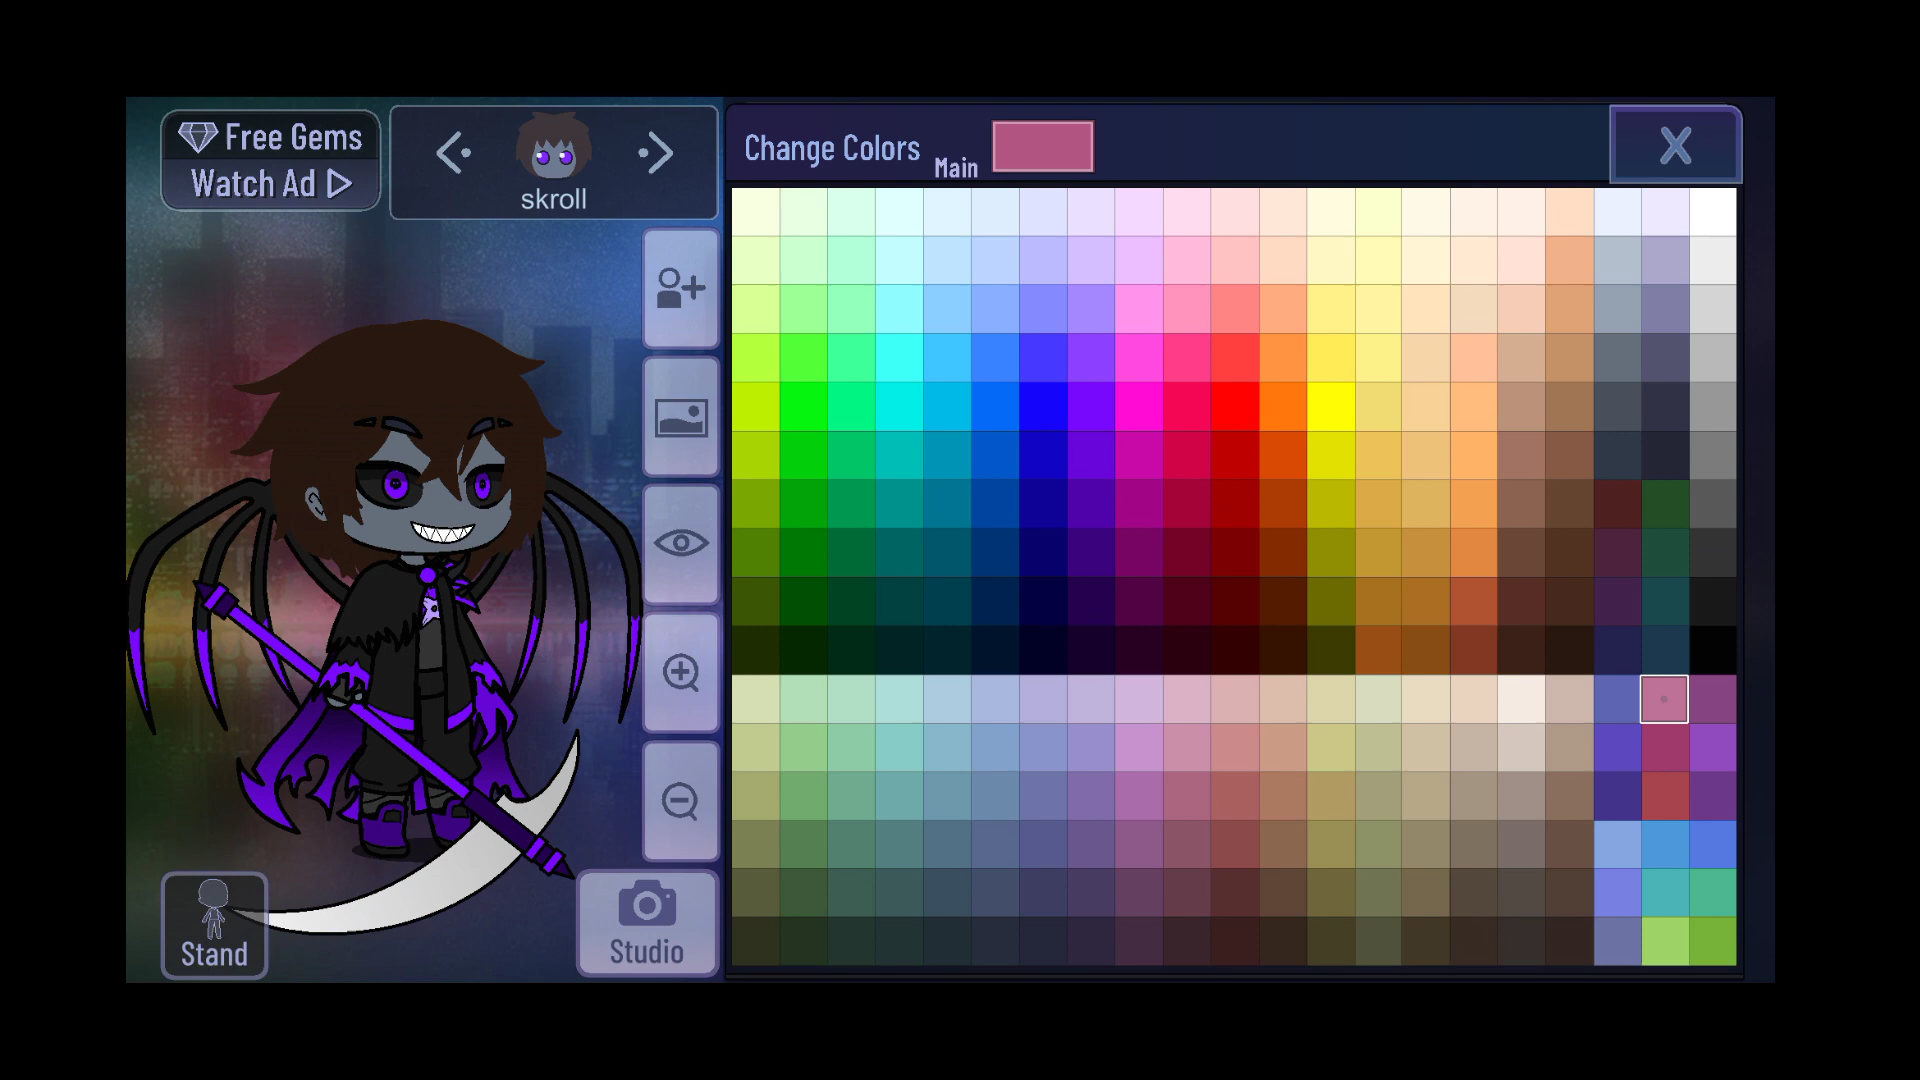 Free Gems
Watch Ad
skroll
Change Colors
Main
X
Stand
Studio